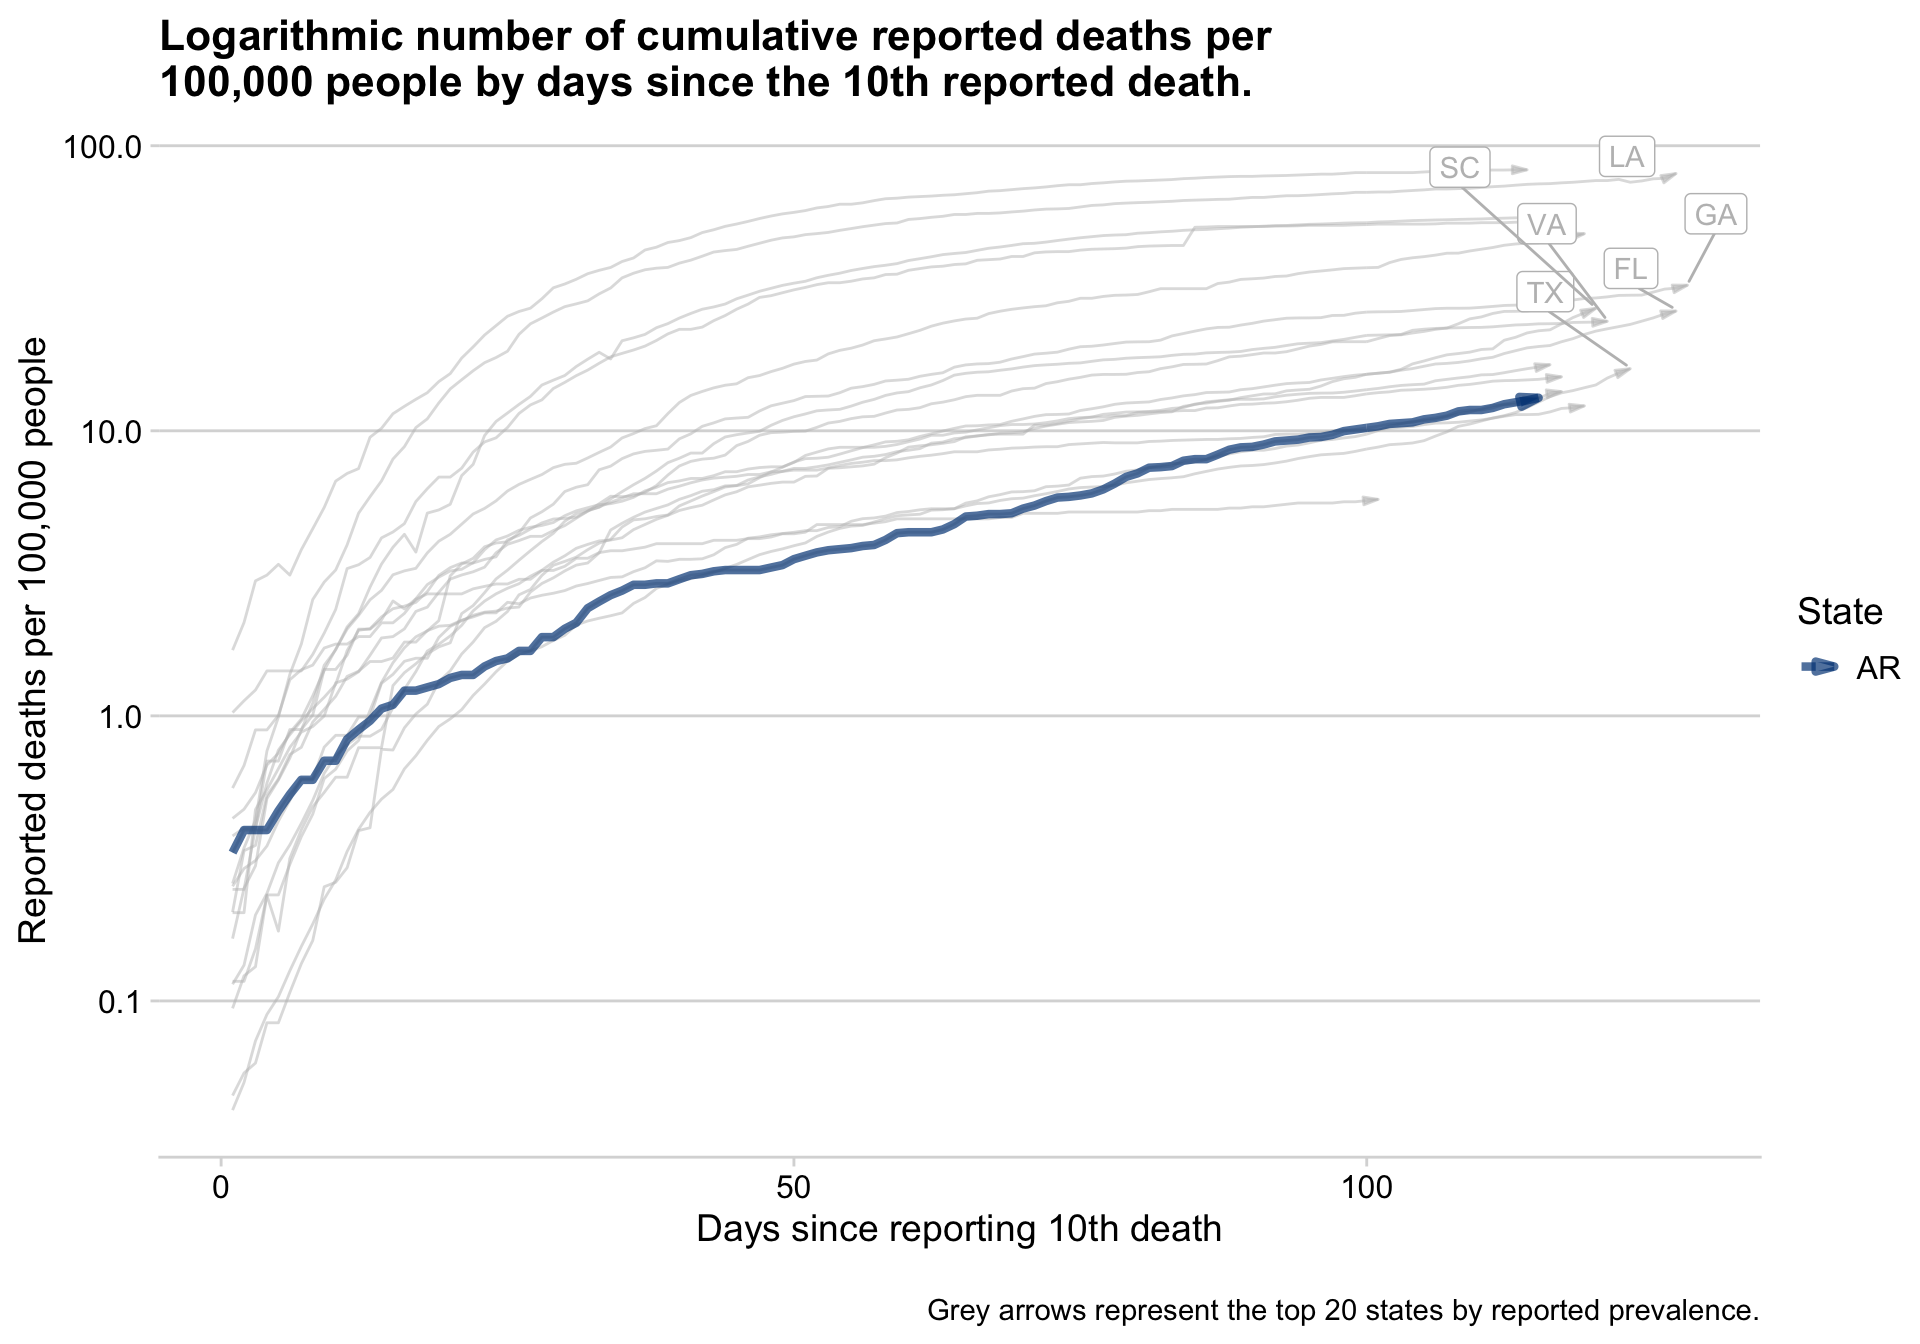 Logarithmic number of cumulative reported deaths per
100,000 people by days since the 10th reported death.
Reported deaths per 100,000 people
100.0
10.0
1.0
0.1
SC
LA
VA
GA
FL
TX
State
AR
0
50
100
Days since reporting 10th death
Grey arrows represent the top 20 states by reported prevalence.